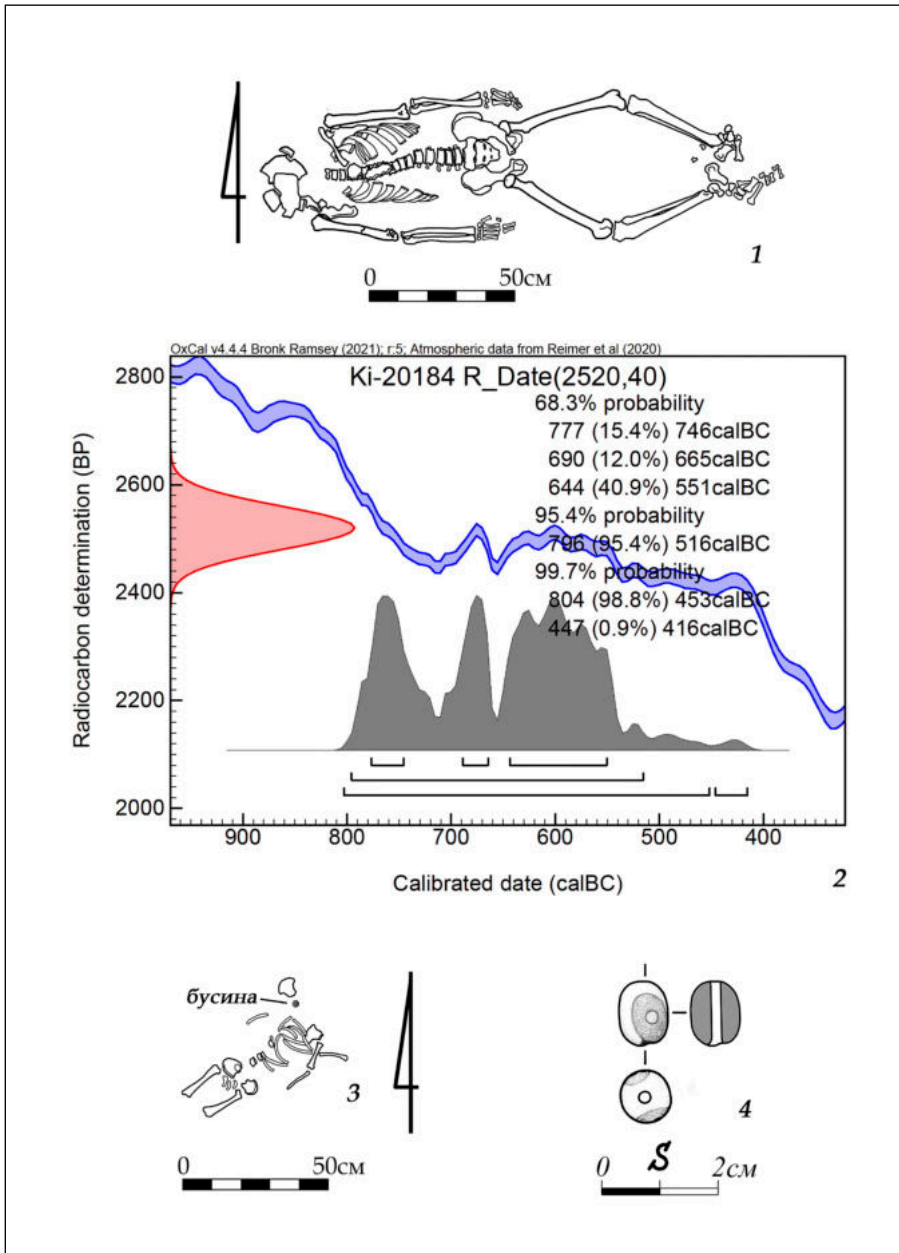 1
0 50см
OxCal v4.4.4 Bronk Ramsey (2021); r:5; Atmospheric data from Reimer et al (2020)
Ki-20184 R_Date(2520,40)
68.3% probability
777 (15.4%) 746calBC
690 (12.0%) 665calBC
644 (40.9%) 551calBC
95.4% probability
796 (95.4%) 516calBC
99.7% probability
804 (98.8%) 453calBC
447 (0.9%) 416calBC
Radiocarbon determination (BP)
2800
2600
2400
2200
2000
900 800 700 600 500 400
Calibrated date (calBC)
2
бусина
3
0 50см
4
S
0 2см